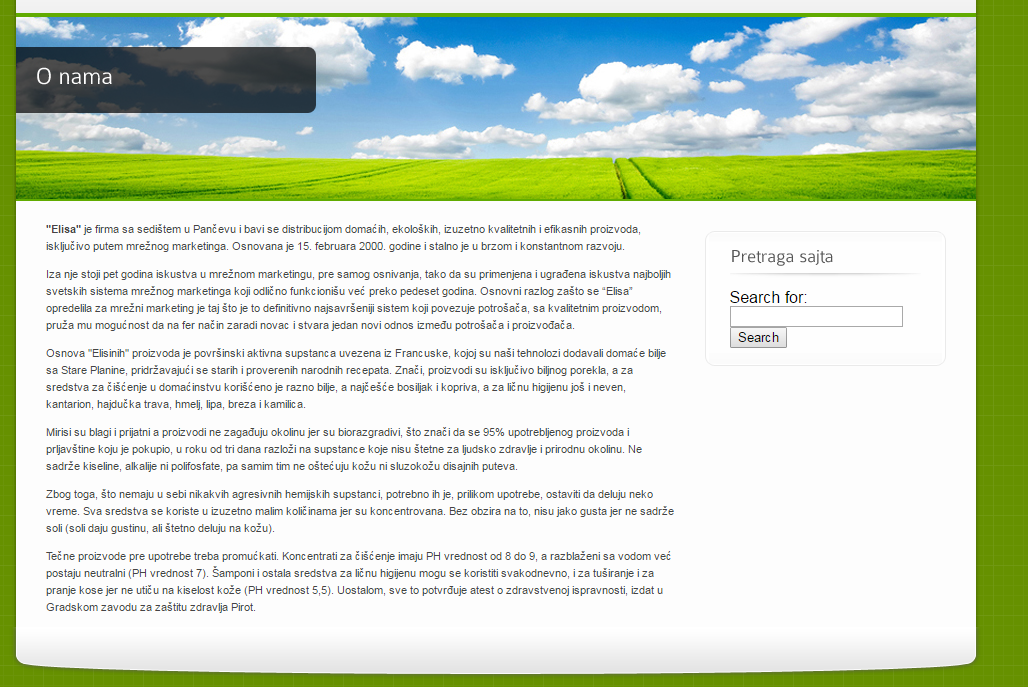 O nama
"Elisa" je firma sa sedištem u Pančevu i bavi se distribucijom domaćih, ekoloških, izuzetno kvalitetnih i efikasnih proizvoda,
isključivo putem mrežnog marketinga. Osnovana je 15. februara 2000. godine i stalno je u brzom i konstantnom razvoju.
Iza nje stoji pet godina iskustva u mrežnom marketingu, pre samog osnivanja, tako da su primenjena i ugrađena iskustva najboljih
svetskih sistema mrežnog marketinga koji odlično funkcionišu već preko pedeset godina. Osnovni razlog zašto se “Elisa”
opredelila za mrežni marketing je taj što je to definitivno najsavršeniji sistem koji povezuje potrošača, sa kvalitetnim proizvodom,
pruža mu mogućnost da na fer način zaradi novac i stvara jedan novi odnos između potrošača i proizvođača.
Osnova "Elisinih" proizvoda je površinski aktivna supstanca uvezena iz Francuske, kojoj su naši tehnolozi dodavali domaće bilje
sa Stare Planine, pridržavajući se starih i proverenih narodnih recepata. Znači, proizvodi su isključivo biljnog porekla, a za
sredstva za čišćenje u domaćinstvu korišćeno je razno bilje, a najčešće bosiljak i kopriva, a za ličnu higijenu još i neven,
kantarion, hajdučka trava, hmelj, lipa, breza i kamilica.
Mirisi su blagi i prijatni a proizvodi ne zagađuju okolinu jer su biorazgradivi, što znači da se 95% upotrebljenog proizvoda i
prljavštine koju je pokupio, u roku od tri dana razloži na supstance koje nisu štetne za ljudsko zdravlje i prirodnu okolinu. Ne
sadrže kiseline, alkalije ni polifosfate, pa samim tim ne oštećuju kožu ni sluzokožu disajnih puteva.
Zbog toga, što nemaju u sebi nikakvih agresivnih hemijskih supstanci, potrebno ih je, prilikom upotrebe, ostaviti da deluju neko
vreme. Sva sredstva se koriste u izuzetno malim količinama jer su koncentrovana. Bez obzira na to, nisu jako gusta jer ne sadrže
soli (soli daju gustinu, ali štetno deluju na kožu).
Tečne proizvode pre upotrebe treba promućkati. Koncentrati za čišćenje imaju PH vrednost od 8 do 9, a razblaženi sa vodom već
postaju neutralni (PH vrednost 7). Šamponi i ostala sredstva za ličnu higijenu mogu se koristiti svakodnevno, i za tuširanje i za
pranje kose jer ne utiču na kiselost kože (PH vrednost 5,5). Uostalom, sve to potvrđuje atest o zdravstvenoj ispravnosti, izdat u
Gradskom zavodu za zaštitu zdravlja Pirot.
Pretraga sajta
Search for:
Search